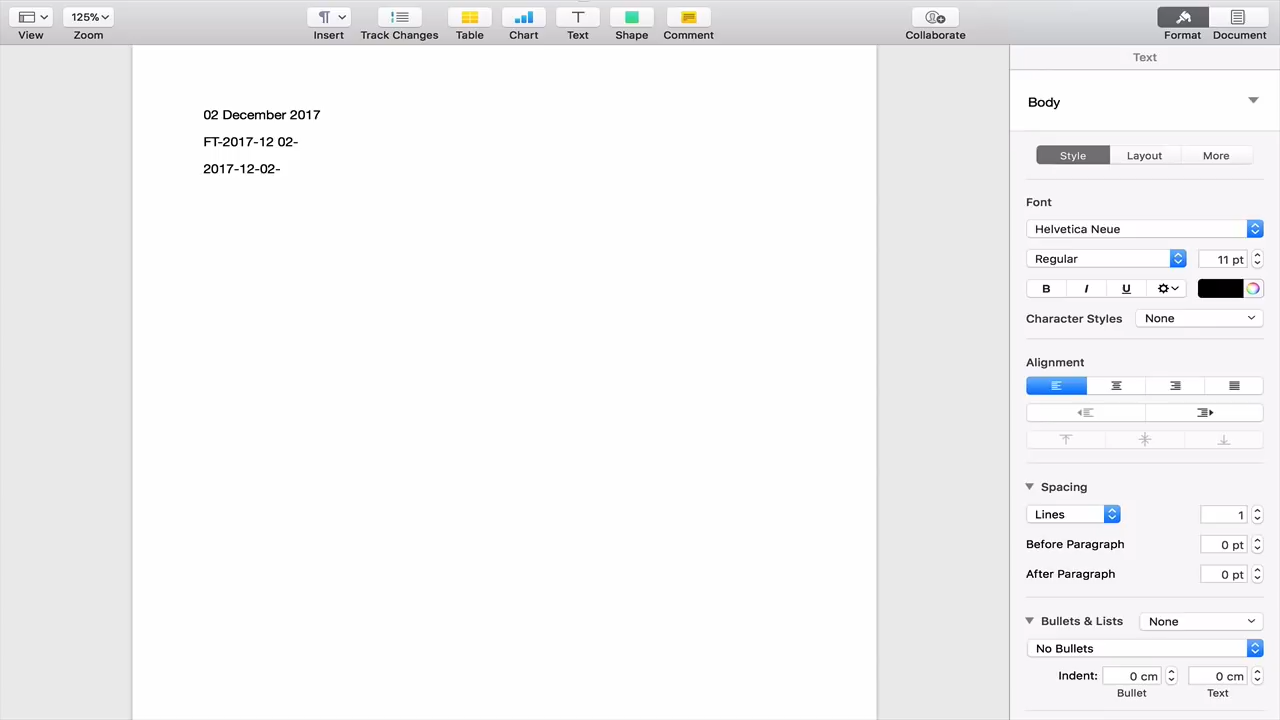 125%
View
Zoom
Insert
Track Changes
Table
Chart
Text
Shape
Comment
Collaborate
Format
Document
02 December 2017
FT-2017-12 02-
2017-12-02-
Text
Body
Style
Layout
More
Font
Helvetica Neue
Regular
11 pt
B
I
U
Character Styles
None
Alignment
Spacing
Lines
1
Before Paragraph
0 pt
After Paragraph
0 pt
Bullets & Lists
None
No Bullets
Indent:
0 cm
0 cm
Bullet
Text